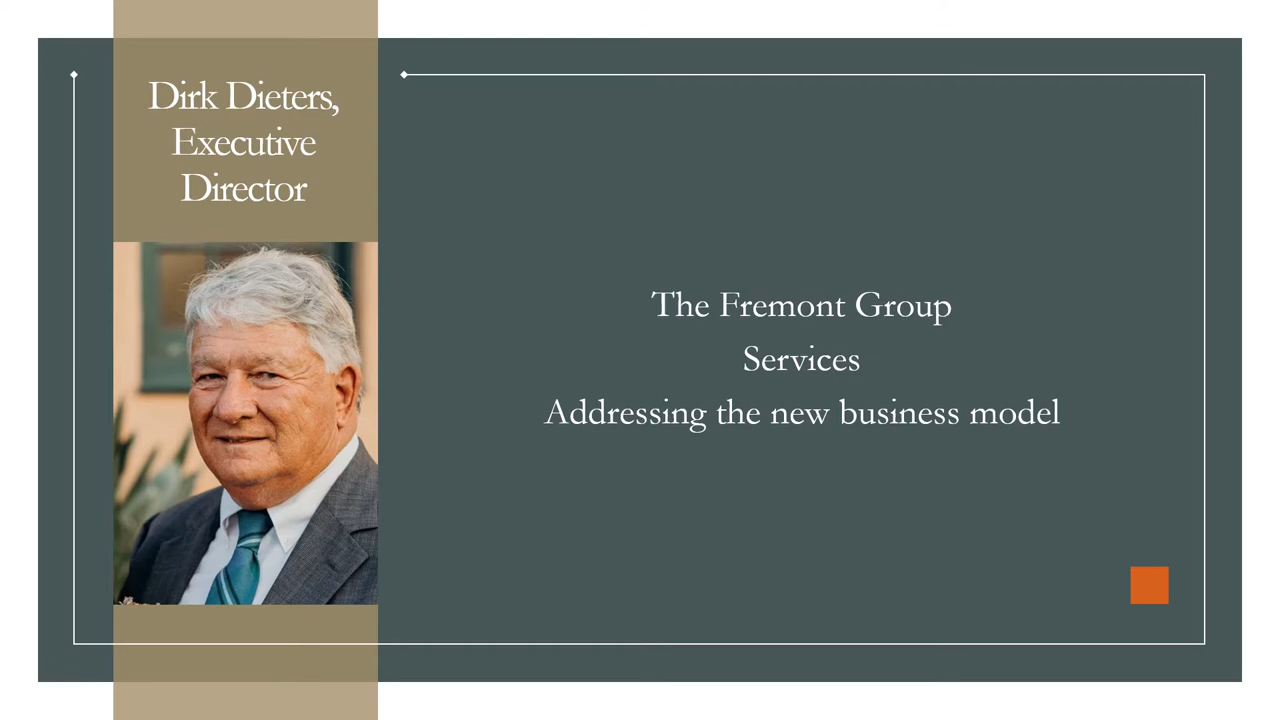 Dirk Dieters,
Executive
Director
The Fremont Group
Services
Addressing the new business model